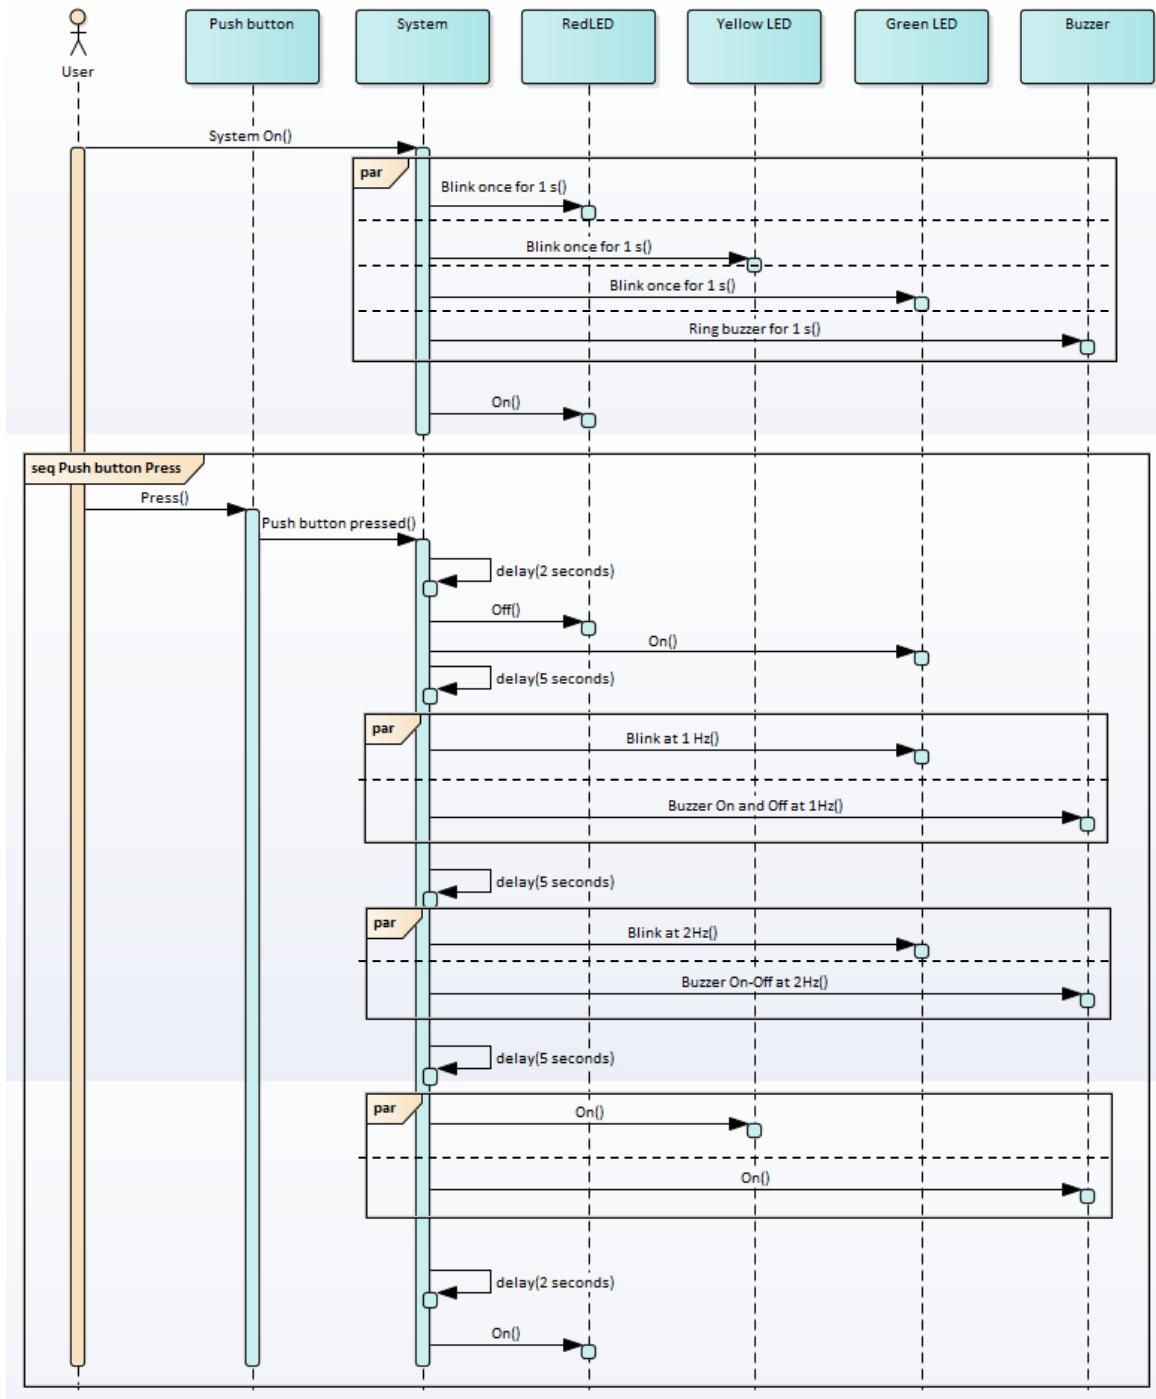 Push button
System
RedLED
Yellow LED
Green LED
Buzzer
User
System On()
par
Blink once for 1 s()
Blink once for 1 s()
Blink once for 1 s()
Ring buzzer for 1 s()
On()
seq Push button Press
Press()
Push button pressed()
delay(2 seconds)
Off()
On()
delay(5 seconds)
par
Blink at 1 Hz()
Buzzer On and Off at 1Hz()
delay(5 seconds)
par
Blink at 2Hz()
Buzzer On-Off at 2Hz()
delay(5 seconds)
par
On()
On()
delay(2 seconds)
On()